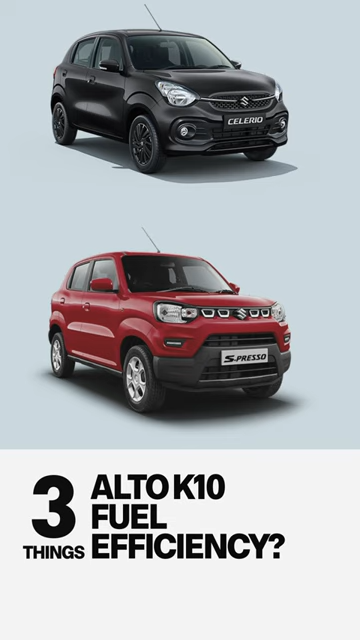 CELERIO
S-PRESSO
3 THINGS
ALTO K10
FUEL
EFFICIENCY?